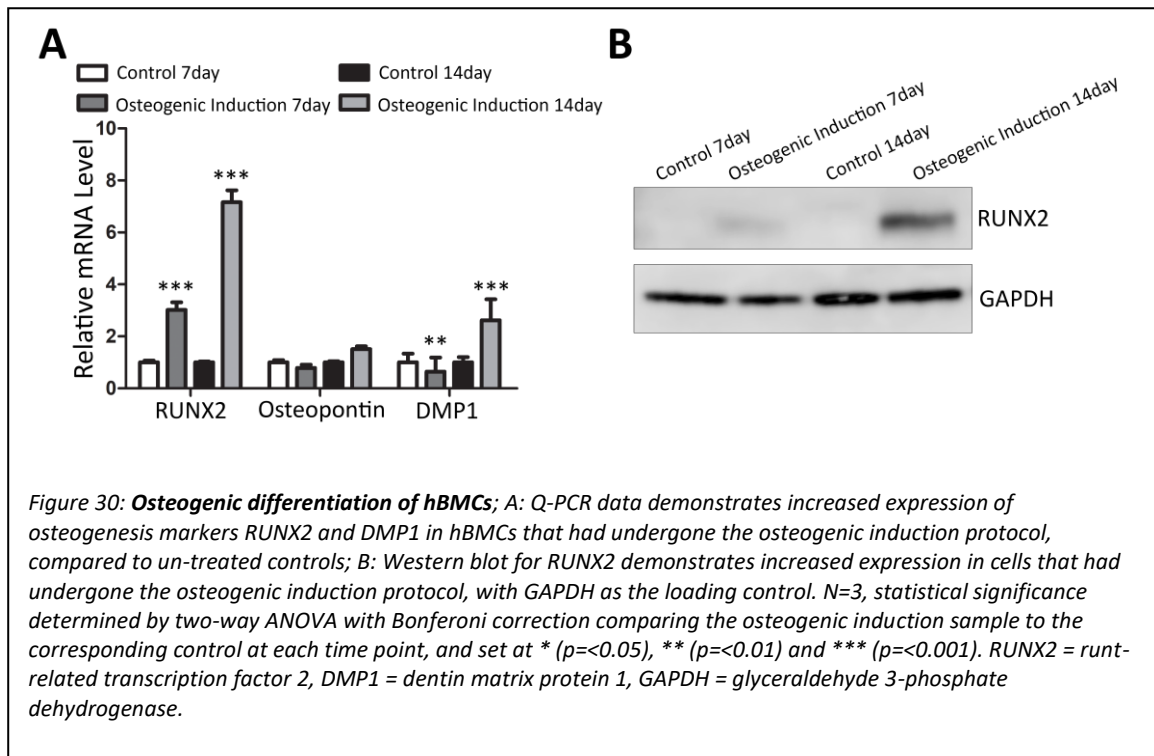 A
B
Control 7day
Control 14day
Osteogenic Induction 7day
Osteogenic Induction 14day
Relative mRNA Level
10
8
6
4
2
0
***
***
**
***
RUNX2
Osteopontin
DMP1
Control 7day
Osteogenic Induction 7day
Control 14day
Osteogenic Induction 14day
RUNX2
GAPDH
Figure 30: Osteogenic differentiation of hBMCs; A: Q-PCR data demonstrates increased expression of
osteogenesis markers RUNX2 and DMP1 in hBMCs that had undergone the osteogenic induction protocol,
compared to un-treated controls; B: Western blot for RUNX2 demonstrates increased expression in cells that had
undergone the osteogenic induction protocol, with GAPDH as the loading control. N=3, statistical significance
determined by two-way ANOVA with Bonferoni correction comparing the osteogenic induction sample to the
corresponding control at each time point, and set at * (p=<0.05), ** (p=<0.01) and *** (p=<0.001). RUNX2 = runt-
related transcription factor 2, DMP1 = dentin matrix protein 1, GAPDH = glyceraldehyde 3-phosphate
dehydrogenase.